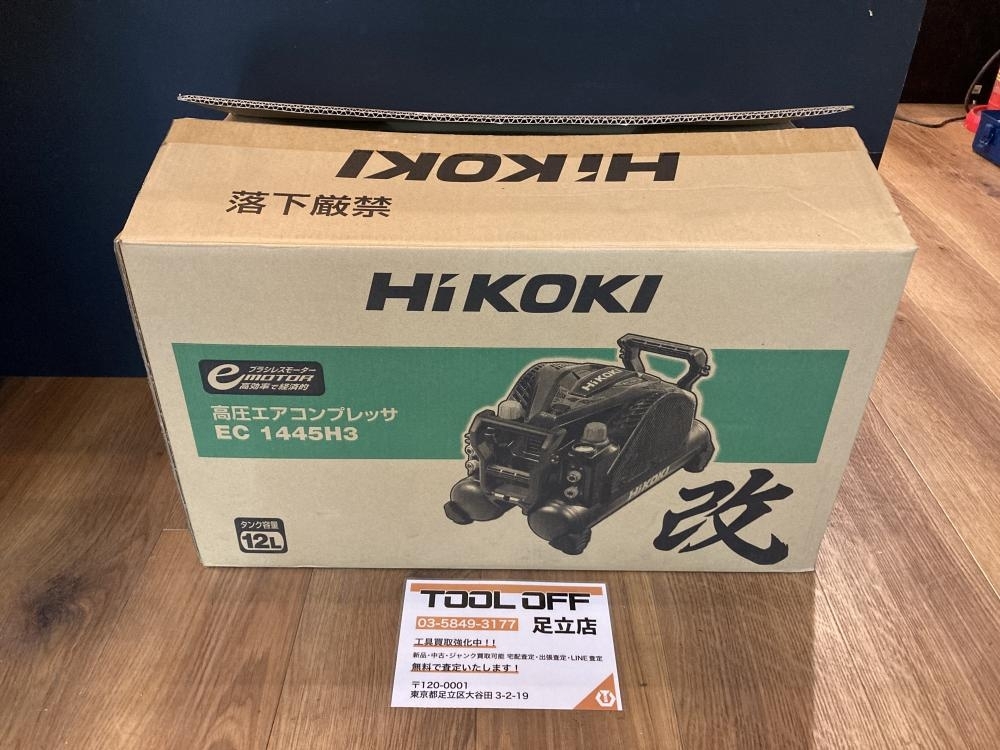 HiKOKI
落下厳禁
HiKOKI
ブラシレスモーター
e MOTOR
高効率で経済的
高圧エアコンプレッサ
EC 1445H3
HiKOKI
HiKOKI
改
タンク容量
12L
TOOL OFF
03-5849-3177 足立店
工具買取強化中!!
新品・中古・ジャンク買取可能 宅配査定・出張査定・LINE査定
無料で査定いたします!
〒120-0001
東京都足立区大谷田 3-2-19